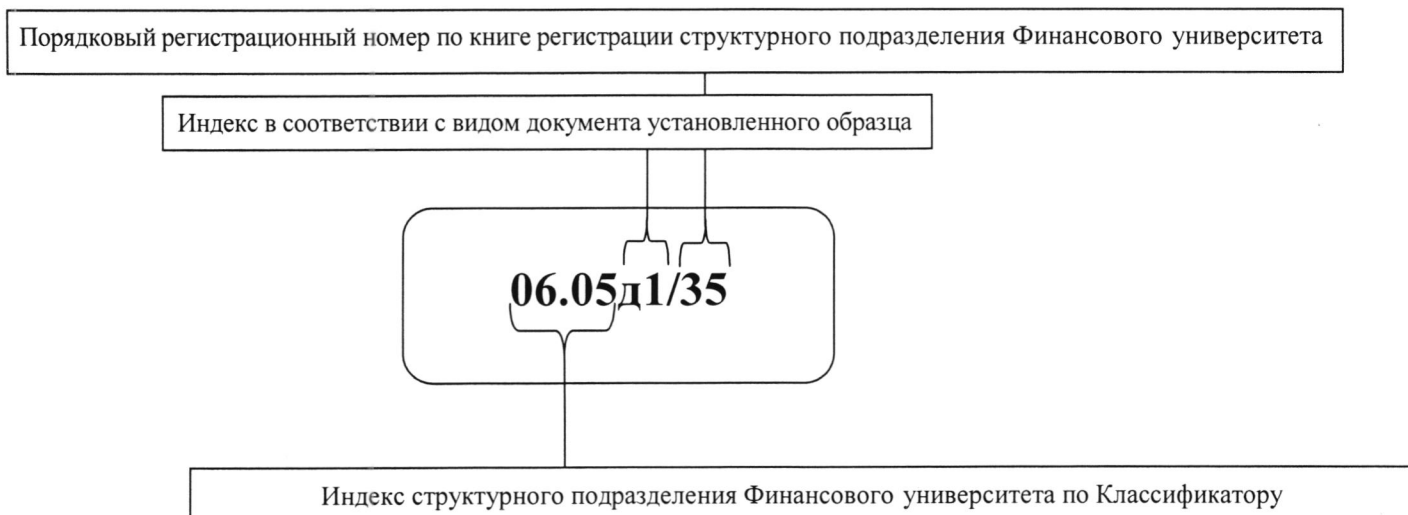 Порядковый регистрационный номер по книге регистрации структурного подразделения Финансового университета
Индекс в соответствии с видом документа установленного образца
06.05д1/35
Индекс структурного подразделения Финансового университета по Классификатору